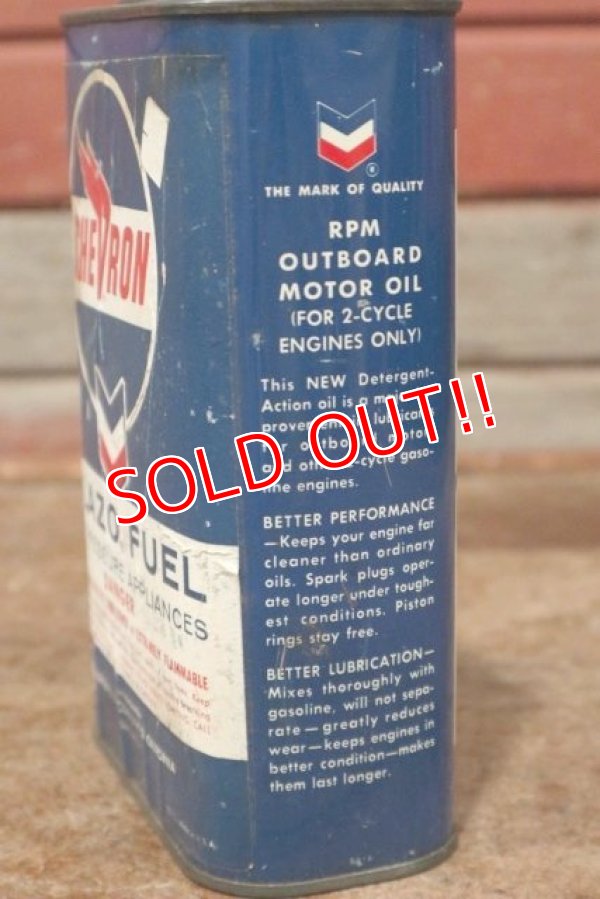 CHEVRON
FUEL
APPLIANCES
DANGER
FLAMMABLE
THE MARK OF QUALITY
RPM
OUTBOARD
MOTOR OIL
(FOR 2-CYCLE
ENGINES ONLY)
This NEW Detergent-
Action oil is a
SOLD OUT!!
engines.
BETTER PERFORMANCE
—Keeps your engine far
cleaner than ordinary
oils. Spark plugs oper-
ate longer under tough-
est conditions. Piston
rings stay free.
BETTER LUBRICATION—
Mixes thoroughly with
gasoline, will not sepa-
rate—greatly reduces
wear—keeps engines in
better condition—makes
them last longer.